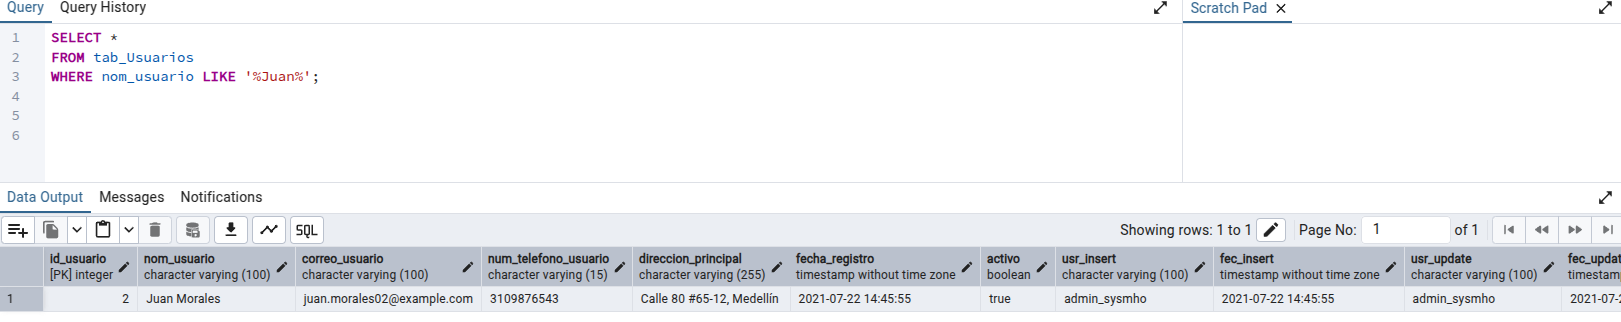 Query Query History Scratch Pad
1 SELECT *
2 FROM tab_Usuarios
3 WHERE nom_usuario LIKE '%Juan%';
4
5
6
Data Output Messages Notifications
SQL Showing rows: 1 to 1 Page No: 1 of 1
id_usuario nom_usuario correo_usuario num_telefono_usuario direccion_principal fecha_registro activo usr_insert fec_insert usr_update fec_updat
[PK] integer character varying (100) character varying (100) character varying (15) character varying (255) timestamp without time zone boolean character varying (100) timestamp without time zone character varying (100) timestam
1 2 Juan Morales juan.morales02@example.com 3109876543 Calle 80 #65-12, Medellín 2021-07-22 14:45:55 true admin_sysmho 2021-07-22 14:45:55 admin_sysmho 2021-07-2